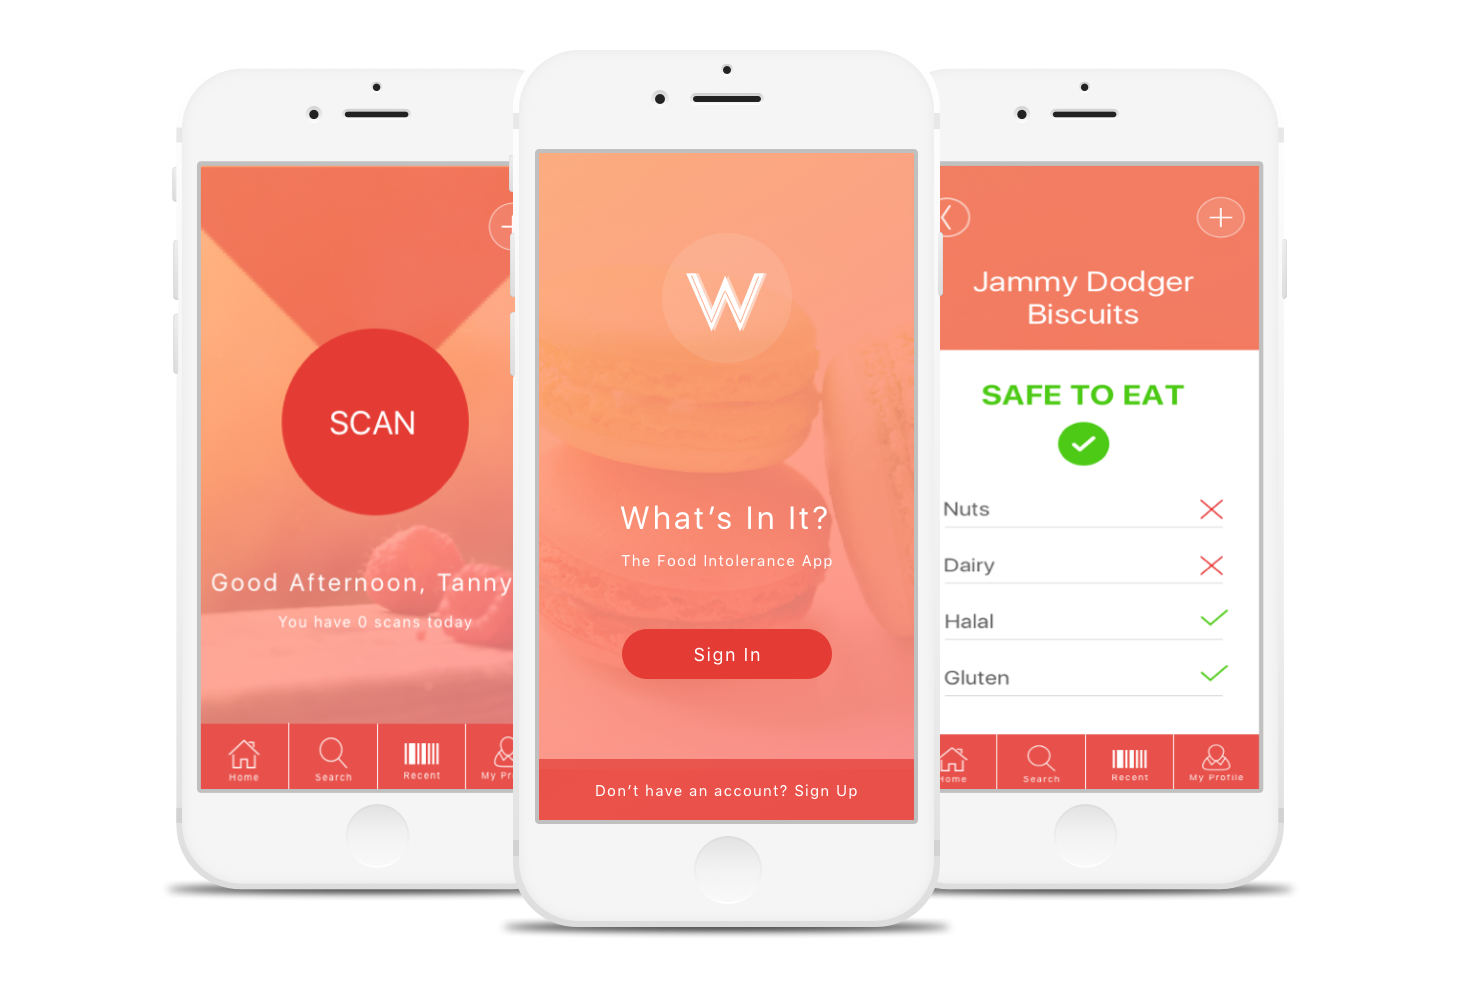 SCAN
Good Afternoon, Tanny
You have 0 scans today
Home
Search
Recent
My
W
What's In It?
The Food Intolerance App
Sign In
Don't have an account? Sign Up
Jammy Dodger
Biscuits
SAFE TO EAT
Nuts
Dairy
Halal
Gluten
Home
Search
Recent
My Profile